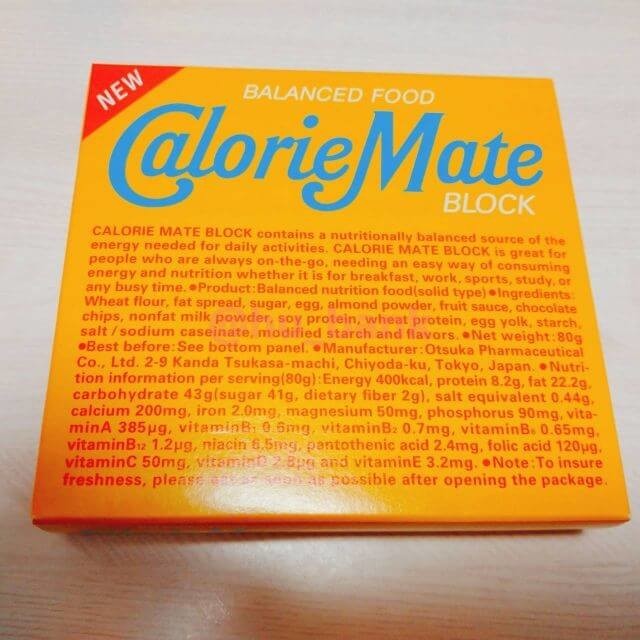 NEW
BALANCED FOOD
CalorieMate
BLOCK
CALORIE MATE BLOCK contains a nutritionally balanced source of the
energy needed for daily activities. CALORIE MATE BLOCK is great for
people who are always on-the-go, needing an easy way of consuming
energy and nutrition whether it is for breakfast, work, sports, study, or
any busy time. ●Product:Balanced nutrition food(solid type) ●Ingredients:
Wheat flour, fat spread, sugar, egg, almond powder, fruit sauce, chocolate
chips, nonfat milk powder, soy protein, wheat protein, egg yolk, starch,
salt / sodium caseinate, modified starch and flavors. ●Net weight:80g
●Best before:See bottom panel. ●Manufacturer:Otsuka Pharmaceutical
Co., Ltd. 2-9 Kanda Tsukasa-machi, Chiyoda-ku, Tokyo, Japan. ●Nutri-
tion information per serving(80g):Energy 400kcal, protein 8.2g, fat 22.2g,
carbohydrate 43g(sugar 41g, dietary fiber 2g), salt equivalent 0.44g,
calcium 200mg, iron 2.0mg, magnesium 50mg, phosphorus 90mg, vita-
minA 385μg, vitaminB₁ 0.6mg, vitaminB₂ 0.7mg, vitaminB₆ 0.65mg,
vitaminB₁₂ 1.2μg, niacin 6.5mg, pantothenic acid 2.4mg, folic acid 120μg,
vitaminC 50mg, vitaminD 2.8μg and vitaminE 3.2mg. ●Note:To insure
freshness, please eat as soon as possible after opening the package.